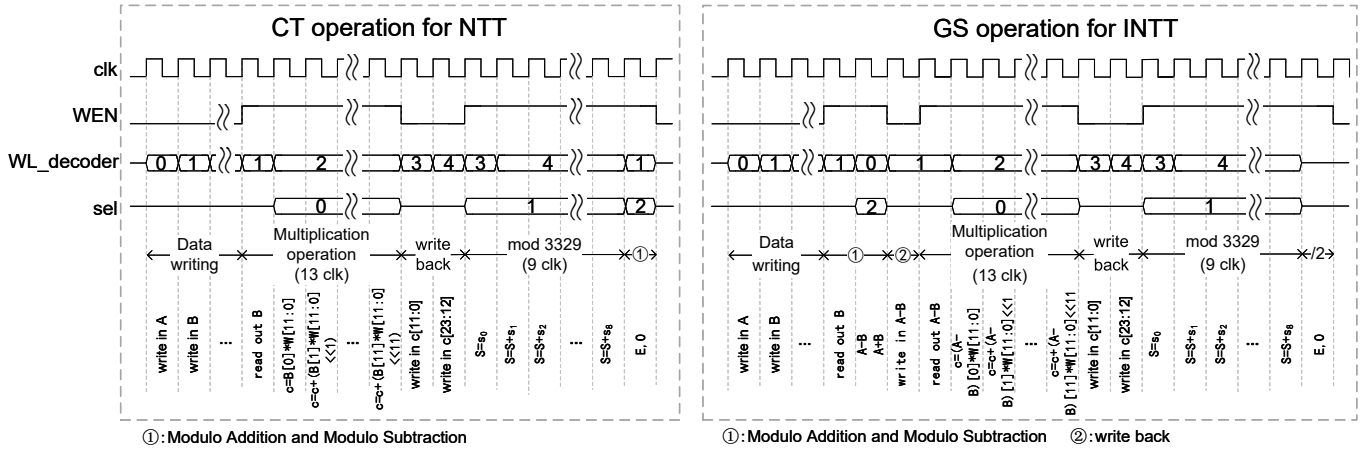 CT operation for NTT
clk
WEN
WL_decoder
0 1 1 2 3 4 3 4 1
sel
0 1 2
Data writing
Multiplication operation (13 clk)
write back
mod 3329 (9 clk)
①
write in A
write in B
...
read out B
c=B[0]*W[11:0]
c=c+(B[1]*W[11:0]
<<1)
...
c=c+(B[11]*W[11:0]
<<11)
write in c[11:0]
write in c[23:12]
S=s0
S=S+s1
S=S+s2
...
S=S+s8
E, 0
①: Modulo Addition and Modulo Subtraction
GS operation for INTT
0 1 1 0 1 2 3 4 3 4
2 0 1
Data writing
①
②
Multiplication operation (13 clk)
write back
mod 3329 (9 clk)
/2
write in A
write in B
...
read out B
A-B
A+B
write in A-B
read out A-B
c=(A-
B)[0]*W[11:0]
c=c+(A-
B)[1]*W[11:0]<<1
...
c=c+(A-
B)[11]*W[11:0]<<11
write in c[11:0]
write in c[23:12]
S=s0
S=S+s1
S=S+s2
...
S=S+s8
E, 0
①: Modulo Addition and Modulo Subtraction ②: write back